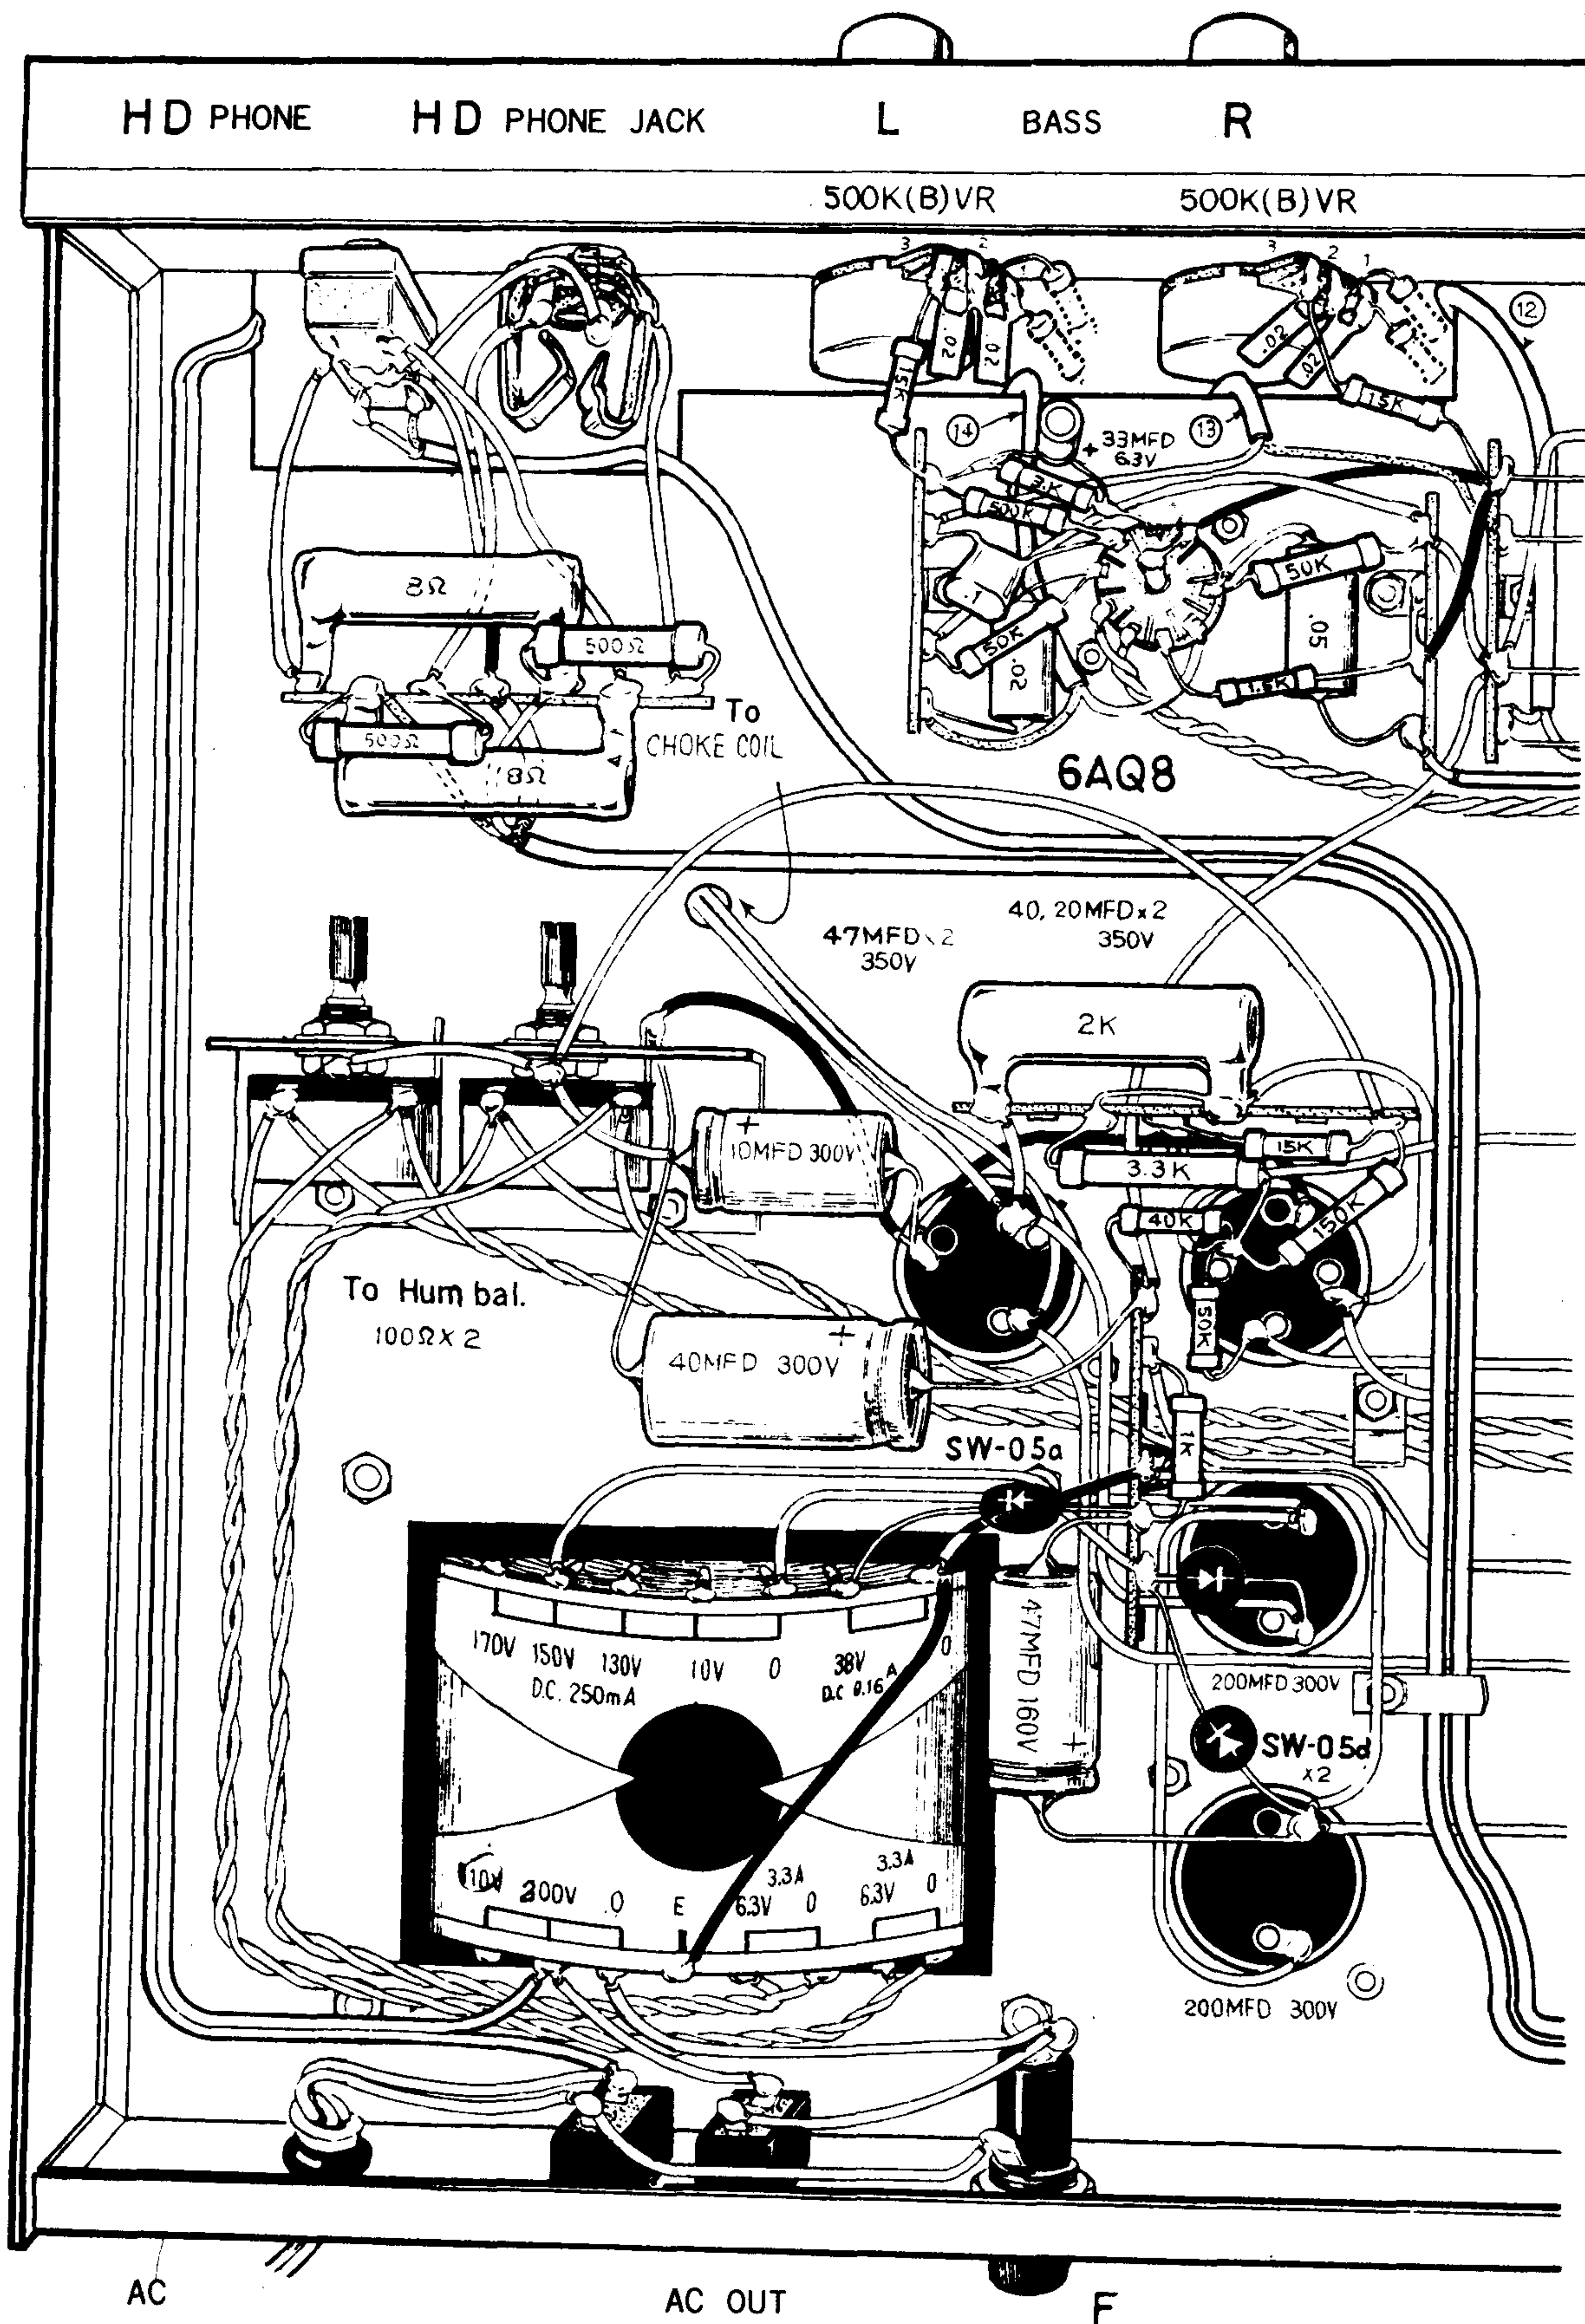 HD PHONE
HD PHONE JACK
L BASS R
500K(B)VR
500K(B)VR
3 2
3 2 1
12
.02
.02
.02
.02
15K
15K
14
13
+ 33MFD
6.3V
3.K
500K
50K
.1
50K
.02
.05
1.5K
8Ω
500Ω
500Ω
8Ω
To
CHOKE COIL
6AQ8
47MFD×2
350V
40, 20MFD×2
350V
2K
15K
3.3K
40K
150K
50K
+
10MFD 300V
To Hum bal.
100ΩX2
+
40MFD 300V
1K
SW-05a
170V 150V 130V 10V 0 38V 0
D.C. 250mA
D.C 0.16A
47MFD 160V
+
200MFD 300V
SW-05d
×2
3.3A
3.3A
10V 200V 0 E 6.3V 0 6.3V 0
200MFD 300V
AC
AC OUT
F